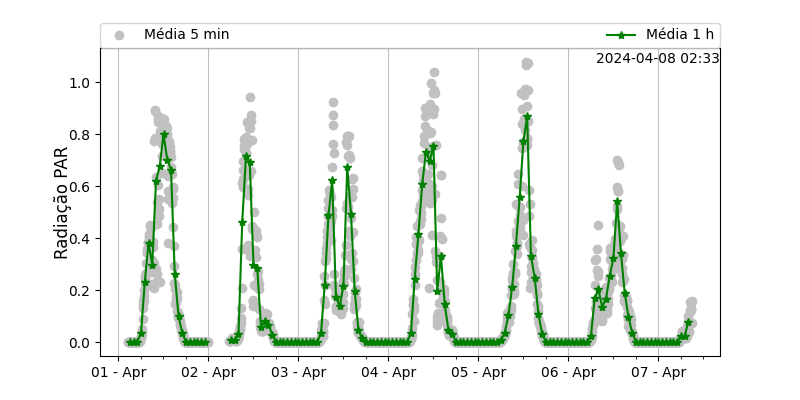 Média 5 min
Média 1 h
2024-04-08 02:33
Radiação PAR
1.0
0.8
0.6
0.4
0.2
0.0
01 - Apr
02 - Apr
03 - Apr
04 - Apr
05 - Apr
06 - Apr
07 - Apr